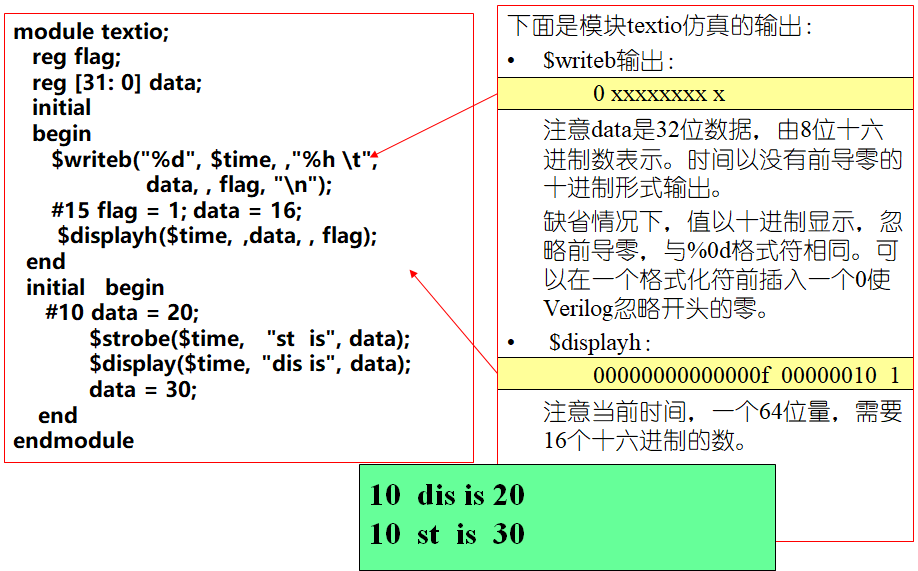 module textio;
reg flag;
reg [31: 0] data;
initial
begin
$writeb("%d", $time, ,"%h \t",
data, , flag, "\n");
#15 flag = 1; data = 16;
$displayh($time, ,data, , flag);
end
initial begin
#10 data = 20;
$strobe($time, "st is", data);
$display($time, "dis is", data);
data = 30;
end
endmodule
下面是模块textio仿真的输出:
• $writeb输出:
0 xxxxxxxx x
注意data是32位数据，由8位十六
进制数表示。时间以没有前导零的
十进制形式输出。
缺省情况下，值以十进制显示，忽
略前导零，与%0d格式符相同。可
以在一个格式化符前插入一个0使
Verilog忽略开头的零。
• $displayh:
00000000000000f 00000010 1
注意当前时间，一个64位量，需要
16个十六进制的数。
10 dis is 20
10 st is 30